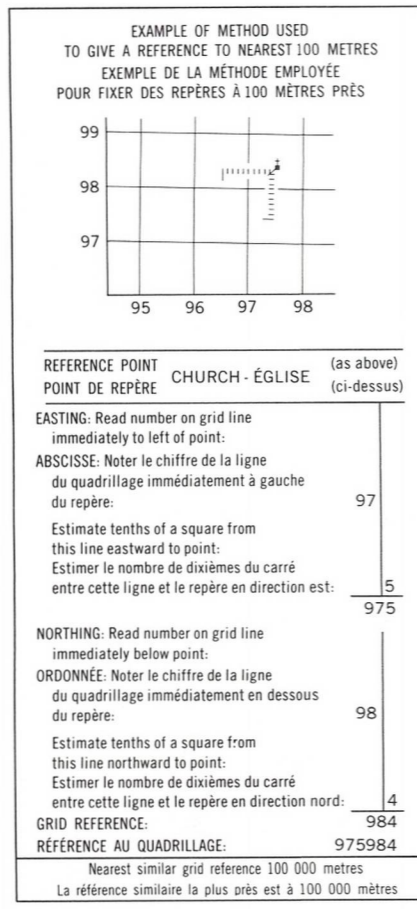 EXAMPLE OF METHOD USED
TO GIVE A REFERENCE TO NEAREST 100 METRES
EXEMPLE DE LA MÉTHODE EMPLOYÉE
POUR FIXER DES REPÈRES À 100 MÈTRES PRÈS
99
98
97
95 96 97 98
REFERENCE POINT
POINT DE REPÈRE
CHURCH - ÉGLISE
(as above)
(ci-dessus)
EASTING: Read number on grid line
immediately to left of point:
ABSCISSE: Noter le chiffre de la ligne
du quadrillage immédiatement à gauche
du repère: 97
Estimate tenths of a square from
this line eastward to point:
Estimer le nombre de dixièmes du carré
entre cette ligne et le repère en direction est: 5
975
NORTHING: Read number on grid line
immediately below point:
ORDONNÉE: Noter le chiffre de la ligne
du quadrillage immédiatement en dessous
du repère: 98
Estimate tenths of a square from
this line northward to point:
Estimer le nombre de dixièmes du carré
entre cette ligne et le repère en direction nord: 4
GRID REFERENCE: 984
RÉFÉRENCE AU QUADRILLAGE: 975984
Nearest similar grid reference 100 000 metres
La référence similaire la plus près est à 100 000 mètres